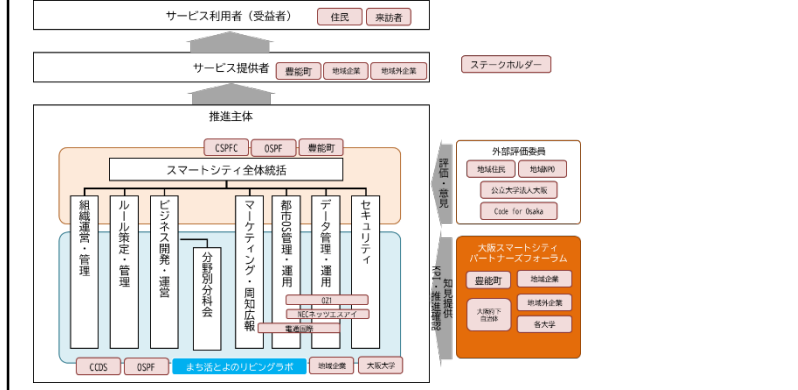 サービス利用者（受益者）
住民
来訪者
サービス提供者
豊能町
地域企業
地域外企業
ステークホルダー
推進主体
CSPFC
OSPF
豊能町
スマートシティ全体統括
組織運営・管理
ルール策定・管理
ビジネス開発・運営
分野別分科会
マーケティング・周知広報
都市OS管理・運用
データ管理・運用
セキュリティ
OZ1
NECネッツエスアイ
電通国際
CCDS
OSPF
まち活とよのリビングラボ
地域企業
大阪大学
評価・意見
外部評価委員
地域住民
地域NPO
公立大学法人大阪
Code for Osaka
知見提供
KPI・推進確認
大阪スマートシティ
パートナーズフォーラム
豊能町
地域企業
大阪府下
自治体
地域外企業
各大学